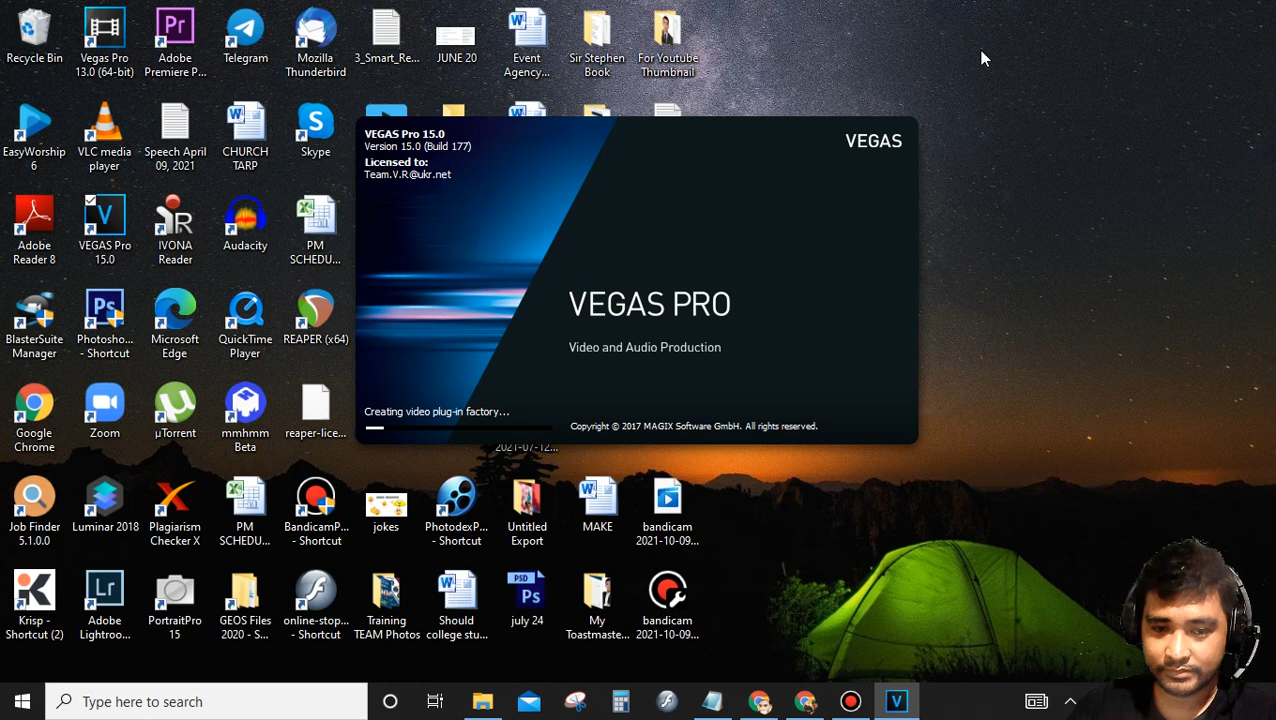 Recycle Bin
Vegas Pro
13.0 (64-bit)
Adobe
Premiere P...
Telegram
Mozilla
Thunderbird
3_Smart_Re...
JUNE 20
Event
Agency...
Sir Stephen
Book
For Youtube
Thumbnail
EasyWorship
6
VLC media
player
Speech April
09, 2021
CHURCH
TARP
Skype
Adobe
Reader 8
VEGAS Pro
15.0
IVONA
Reader
Audacity
PM
SCHEDU...
BlasterSuite
Manager
Photosho...
- Shortcut
Microsoft
Edge
QuickTime
Player
REAPER (x64)
Google
Chrome
Zoom
µTorrent
mmhmm
Beta
reaper-lice...
2021-07-12...
Job Finder
5.1.0.0
Luminar 2018
Plagiarism
Checker X
PM
SCHEDU...
BandicamP...
- Shortcut
jokes
PhotodexP...
- Shortcut
Untitled
Export
MAKE
bandicam
2021-10-09...
Krisp -
Shortcut (2)
Adobe
Lightroo...
PortraitPro
15
GEOS Files
2020 - S...
online-stop...
- Shortcut
Training
TEAM Photos
Should
college stu...
PSD
july 24
My
Toastmaste...
bandicam
2021-10-09...
VEGAS Pro 15.0
Version 15.0 (Build 177)
Licensed to:
Team.V.R@ukr.net
VEGAS
VEGAS PRO
Video and Audio Production
Creating video plug-in factory...
Copyright © 2017 MAGIX Software GmbH. All rights reserved.
Type here to search